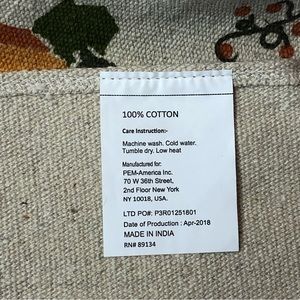 100% COTTON
Care Instruction:-
Machine wash. Cold water.
Tumble dry. Low heat
Manufactured for:
PEM-America Inc.
70 W 36th Street,
2nd Floor New York
NY 10018, USA.
LTD PO#: P3R01251801
Date of Production : Apr-2018
MADE IN INDIA
RN# 89134